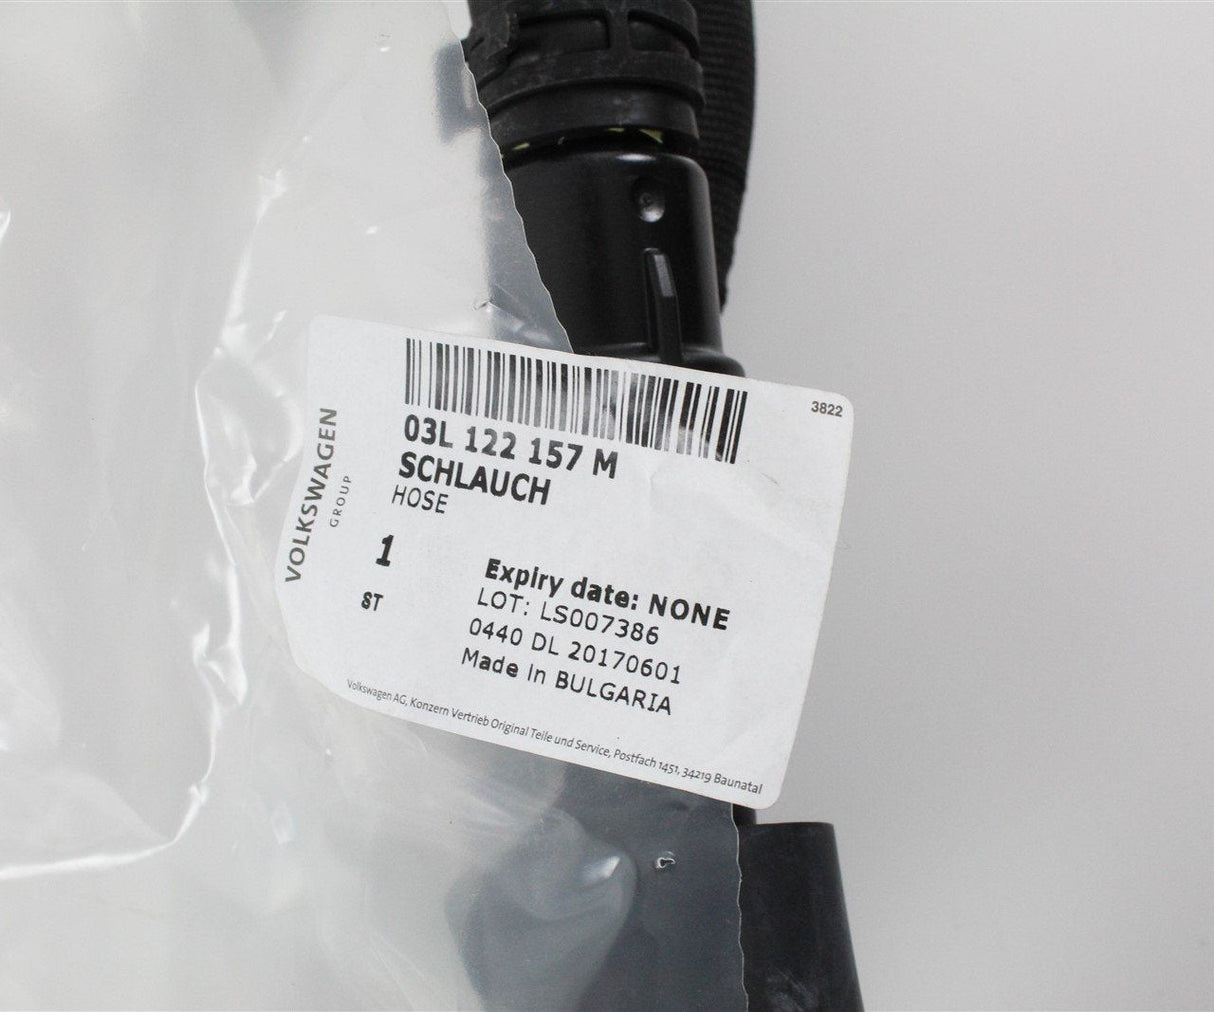 3822
03L 122 157 M
SCHLAUCH
HOSE
VOLKSWAGEN
GROUP
1
ST
Expiry date: NONE
LOT: LS007386
0440 DL 20170601
Made in BULGARIA
Volkswagen AG, Konzern Vertrieb Original Teile und Service, Postfach 1451, 34219 Baunatal